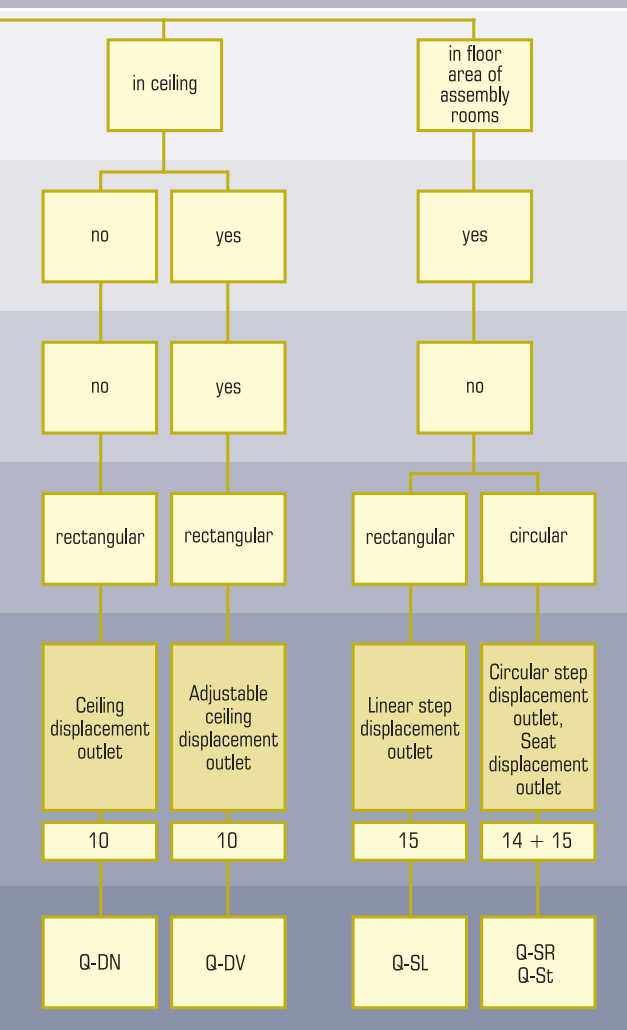 in ceiling
in floor
area of
assembly
rooms
no
yes
yes
no
yes
no
rectangular
rectangular
rectangular
circular
Ceiling
displacement
outlet
Adjustable
ceiling
displacement
outlet
Linear step
displacement
outlet
Circular step
displacement
outlet,
Seat
displacement
outlet
10
10
15
14 + 15
Q-DN
Q-DV
Q-SL
Q-SR
Q-St